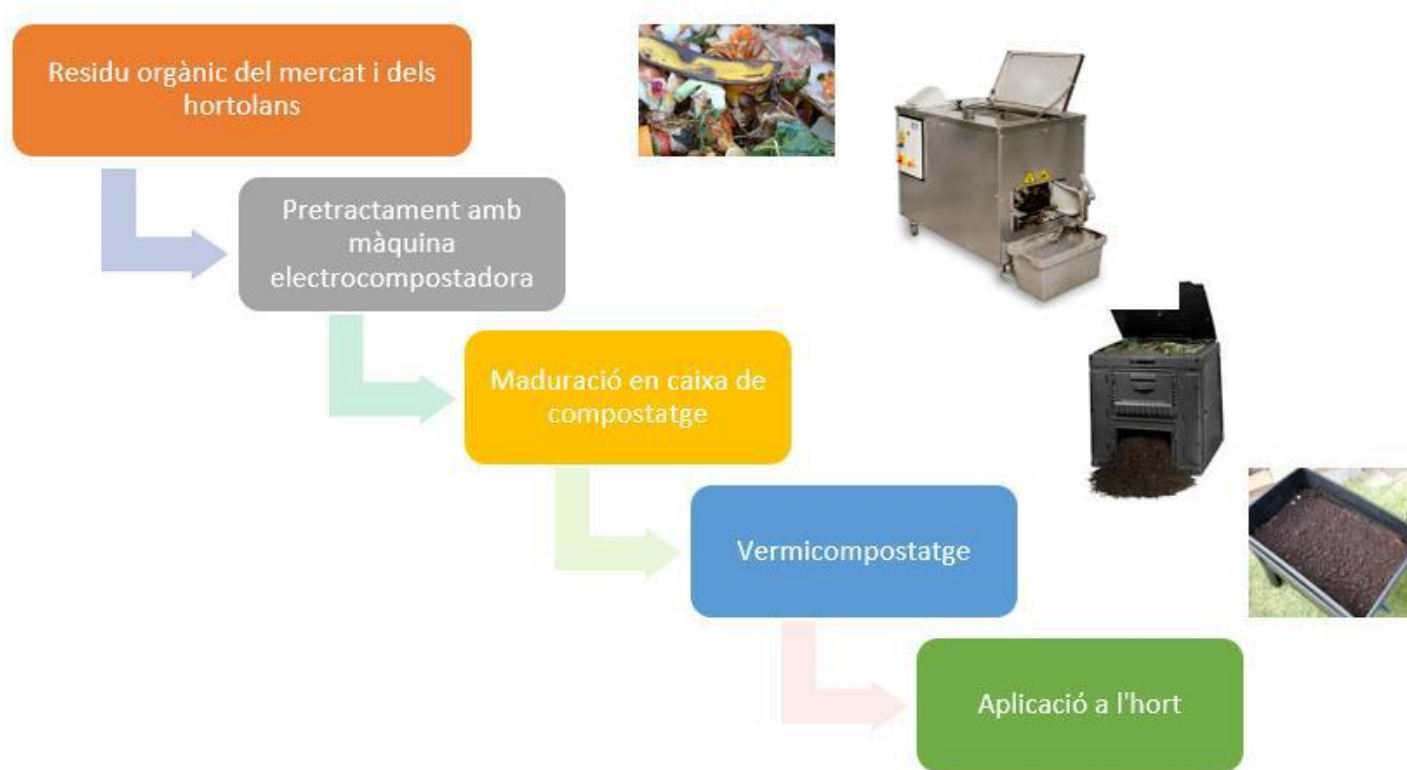 Residu orgànic del mercat i dels
hortolans
Pretractament amb
màquina
electrocompostadora
Maduració en caixa de
compostatge
Vermicompostatge
Aplicació a l'hort